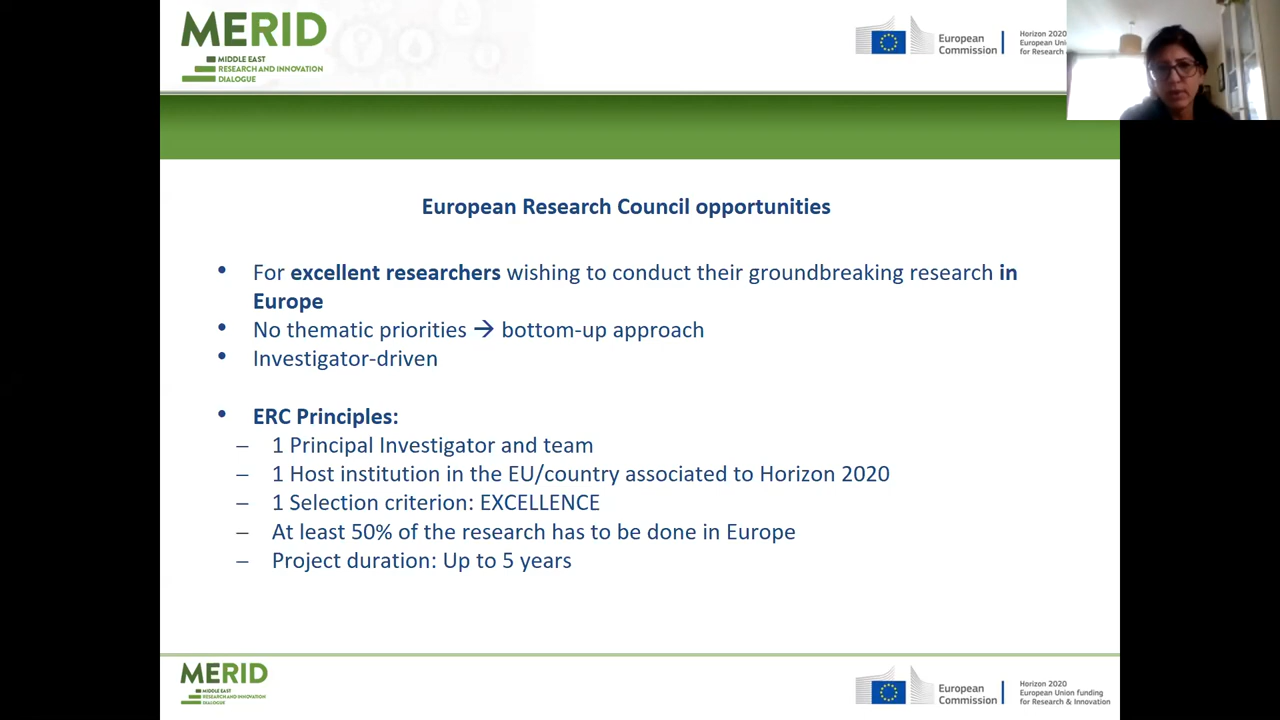 MERID
MIDDLE EAST
RESEARCH AND INNOVATION
DIALOGUE
European
Commission
Horizon 2020
European Un
for Research
European Research Council opportunities
• For excellent researchers wishing to conduct their groundbreaking research in
Europe
• No thematic priorities → bottom-up approach
• Investigator-driven
• ERC Principles:
– 1 Principal Investigator and team
– 1 Host institution in the EU/country associated to Horizon 2020
– 1 Selection criterion: EXCELLENCE
– At least 50% of the research has to be done in Europe
– Project duration: Up to 5 years
MERID
MIDDLE EAST
RESEARCH AND INNOVATION
DIALOGUE
European
Commission
Horizon 2020
European Union funding
for Research & Innovation